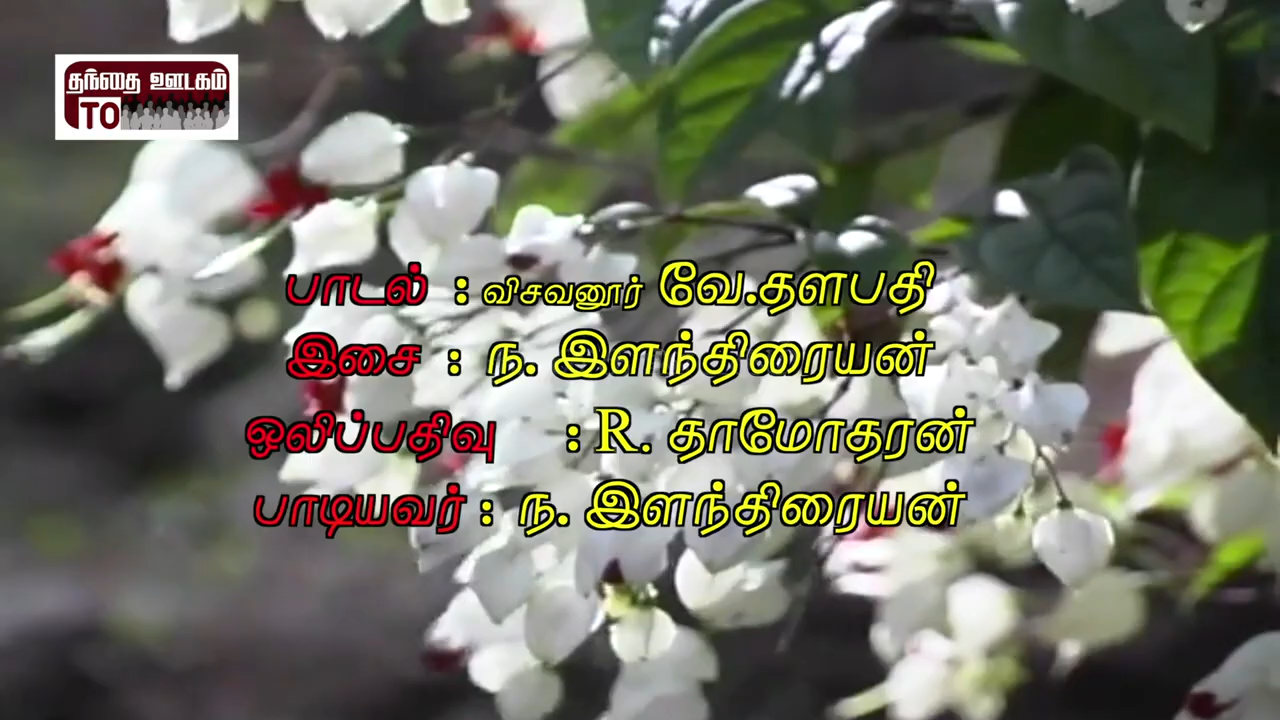 தந்தை ஊடகம்
TO
பாடல் : விசவனூர் வே.தளபதி
இசை : ந. இளந்திரையன்
ஒலிப்பதிவு : R. தாமோதரன்
பாடியவர் : ந. இளந்திரையன்